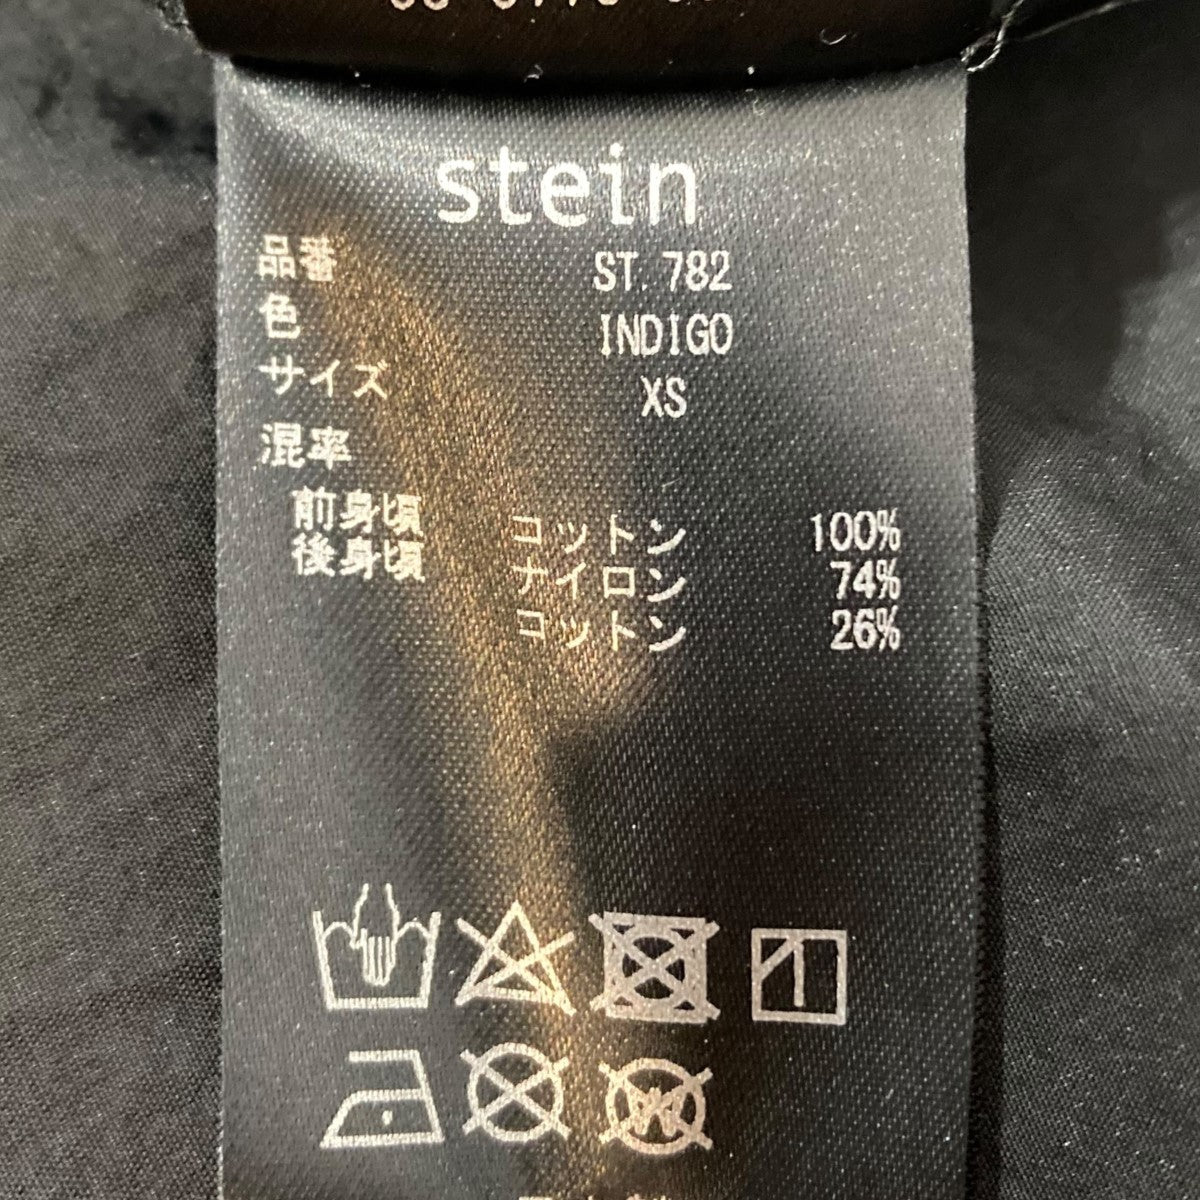 stein
品番 ST. 782
色 INDIGO
サイズ XS
混率
前身頃 コットン 100%
後身頃 ナイロン 74%
コットン 26%